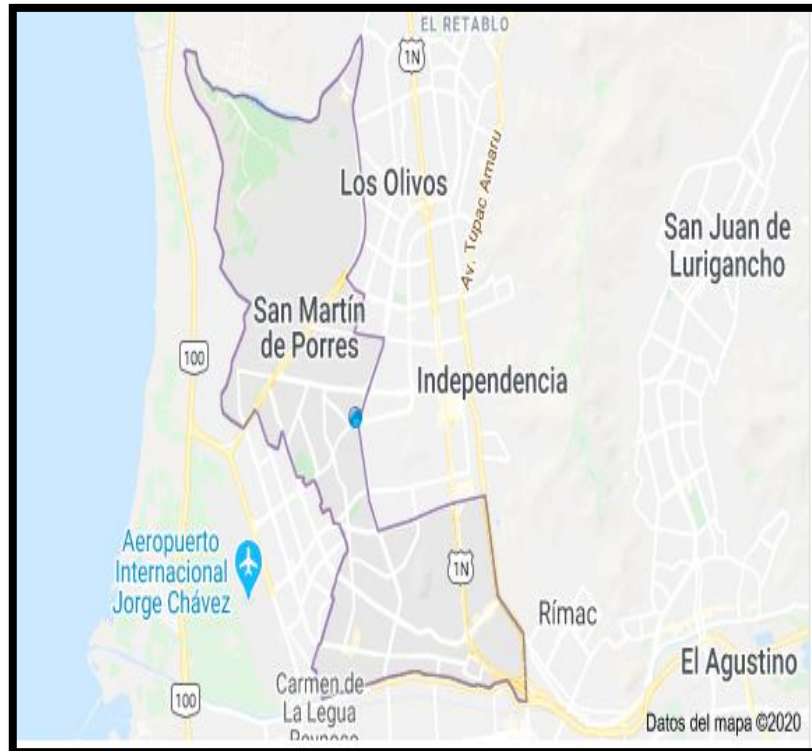 EL RETABLO
1N
Los Olivos
Av. Tupac Amaru
San Juan de
Lurigancho
San Martín
de Porres
100
Independencia
Aeropuerto
Internacional
Jorge Chávez
1N
Rímac
El Agustino
Carmen de
La Legua
Reynoso
100
Datos del mapa ©2020